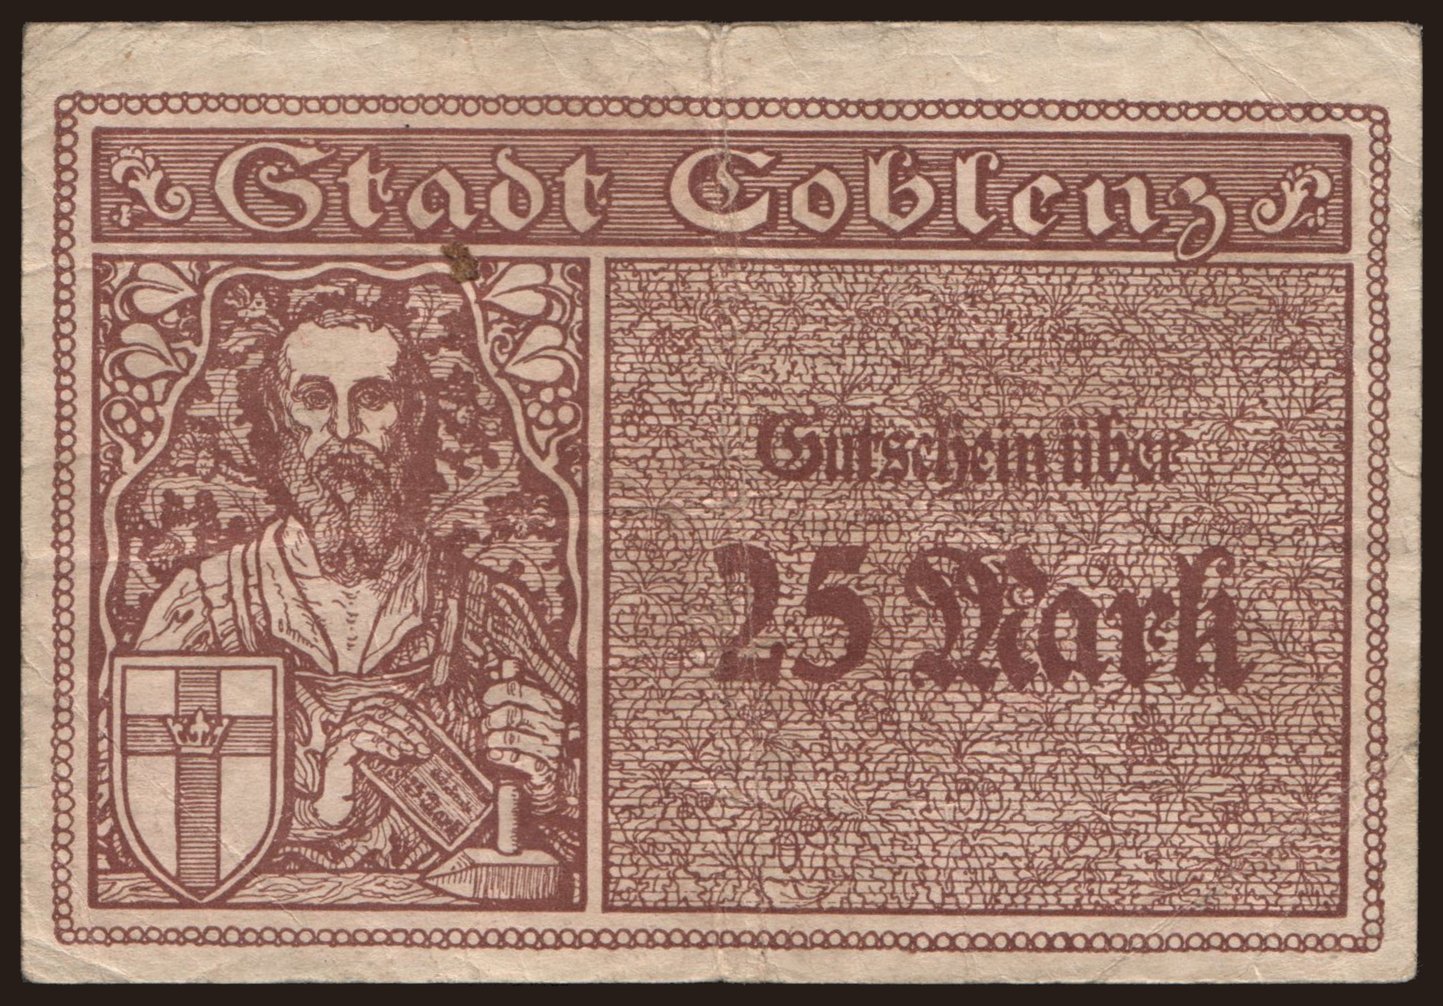 Stadt Coblenz
Gutschein über
25 Mark